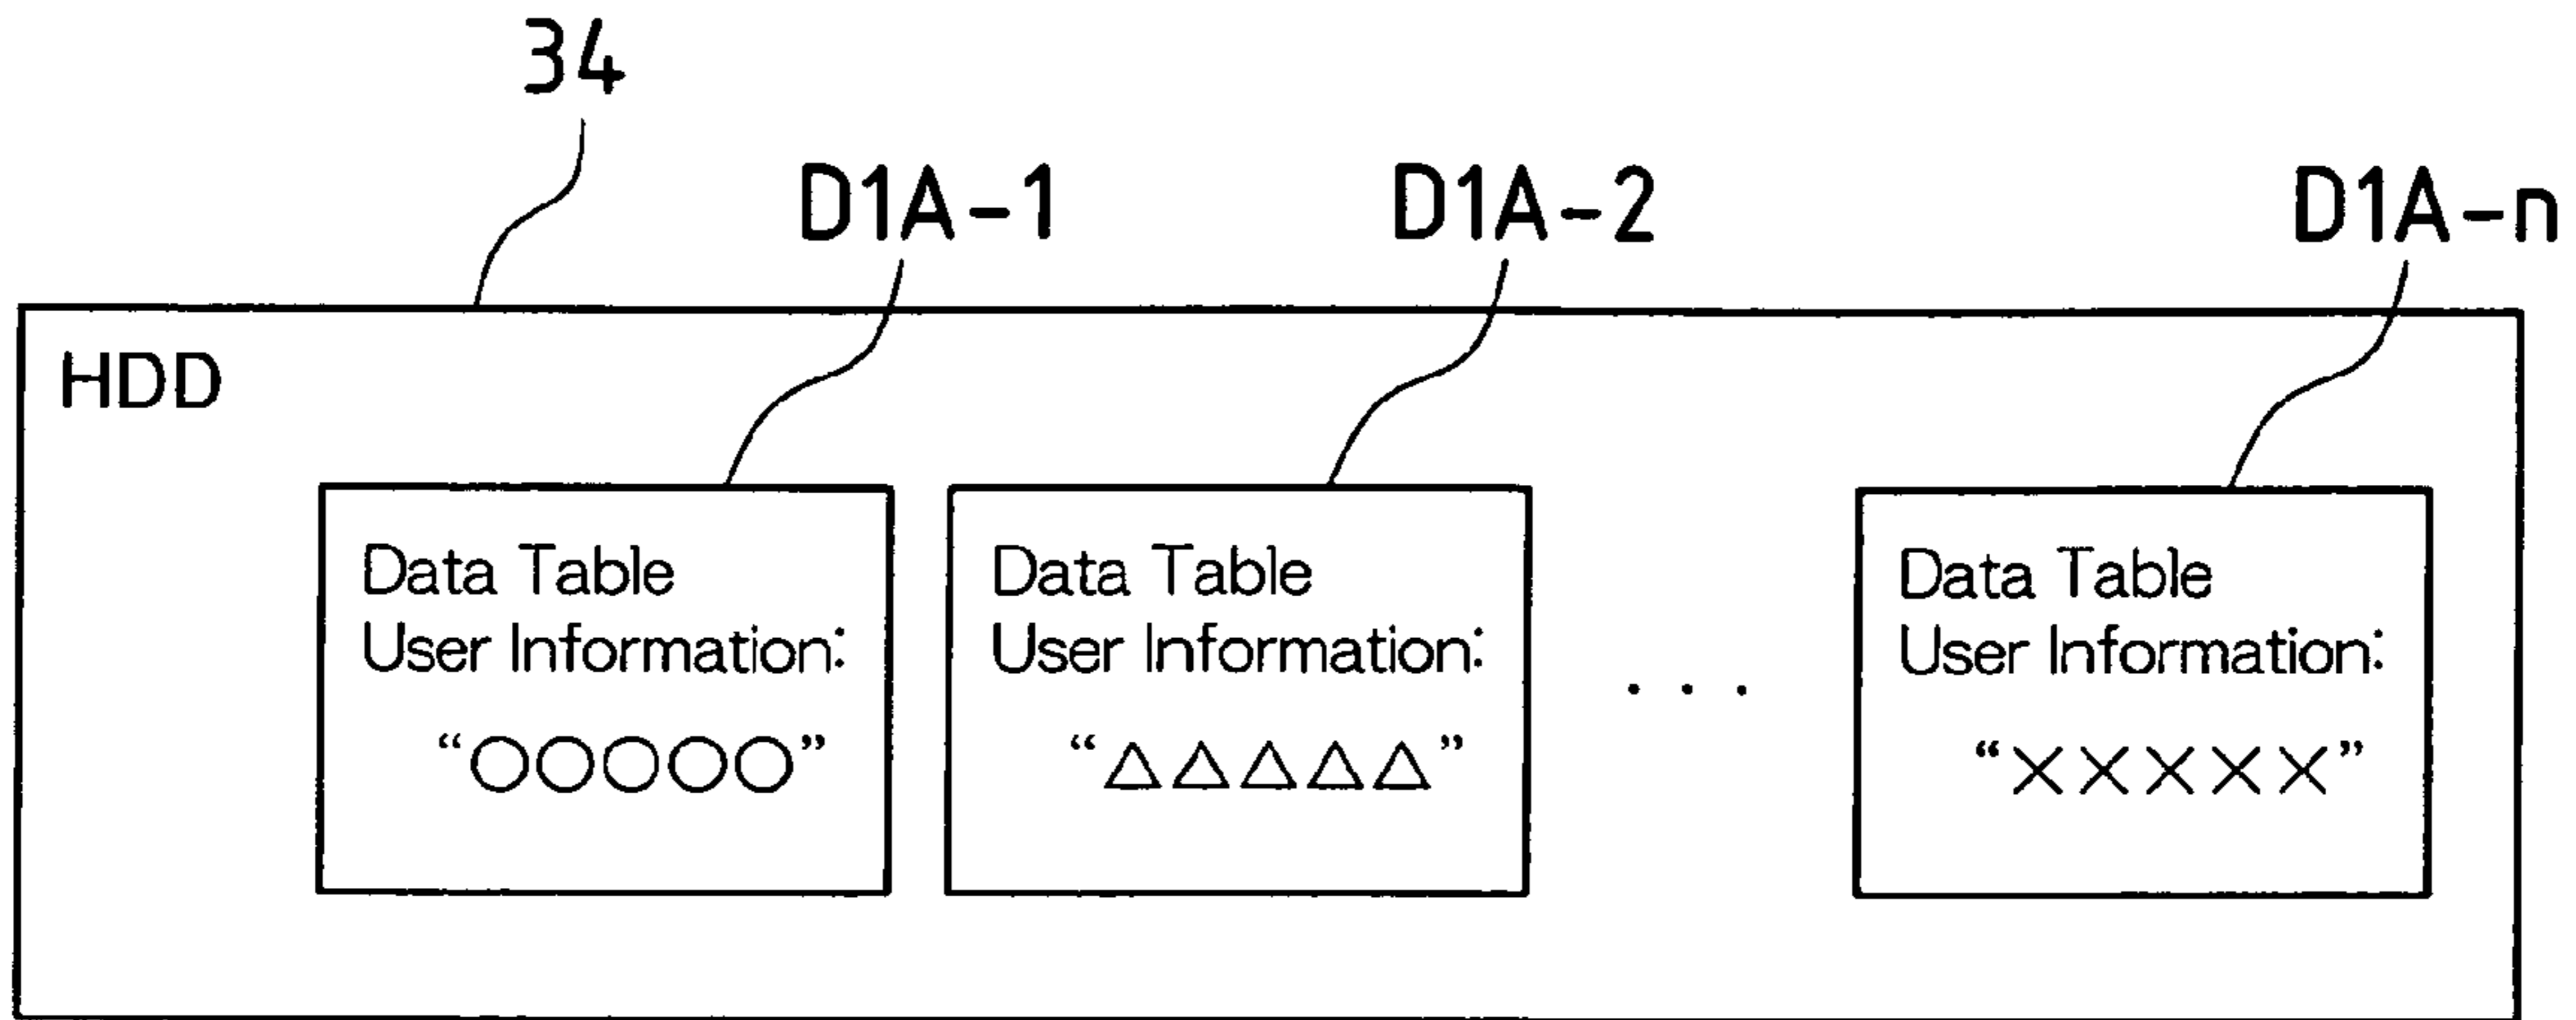 34
D1A-1
D1A-2
D1A-n
HDD
Data Table
User Information:
“○○○○○”
Data Table
User Information:
“△△△△△”
. . .
Data Table
User Information:
“×××××”